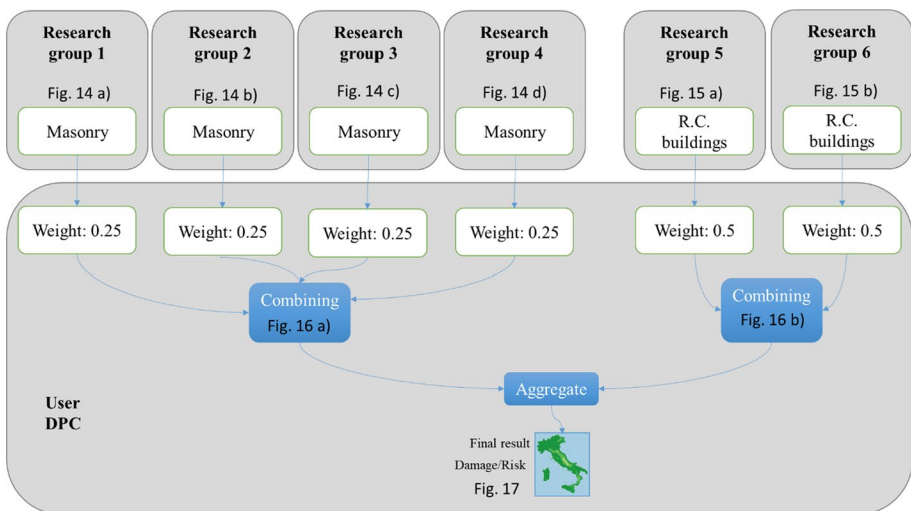 Research
group 1
Fig. 14 a)
Masonry
Research
group 2
Fig. 14 b)
Masonry
Research
group 3
Fig. 14 c)
Masonry
Research
group 4
Fig. 14 d)
Masonry
Research
group 5
Fig. 15 a)
R.C.
buildings
Research
group 6
Fig. 15 b)
R.C.
buildings
Weight: 0.25
Weight: 0.25
Weight: 0.25
Weight: 0.25
Weight: 0.5
Weight: 0.5
Combining
Fig. 16 a)
Combining
Fig. 16 b)
Aggregate
User
DPC
Final result
Damage/Risk
Fig. 17